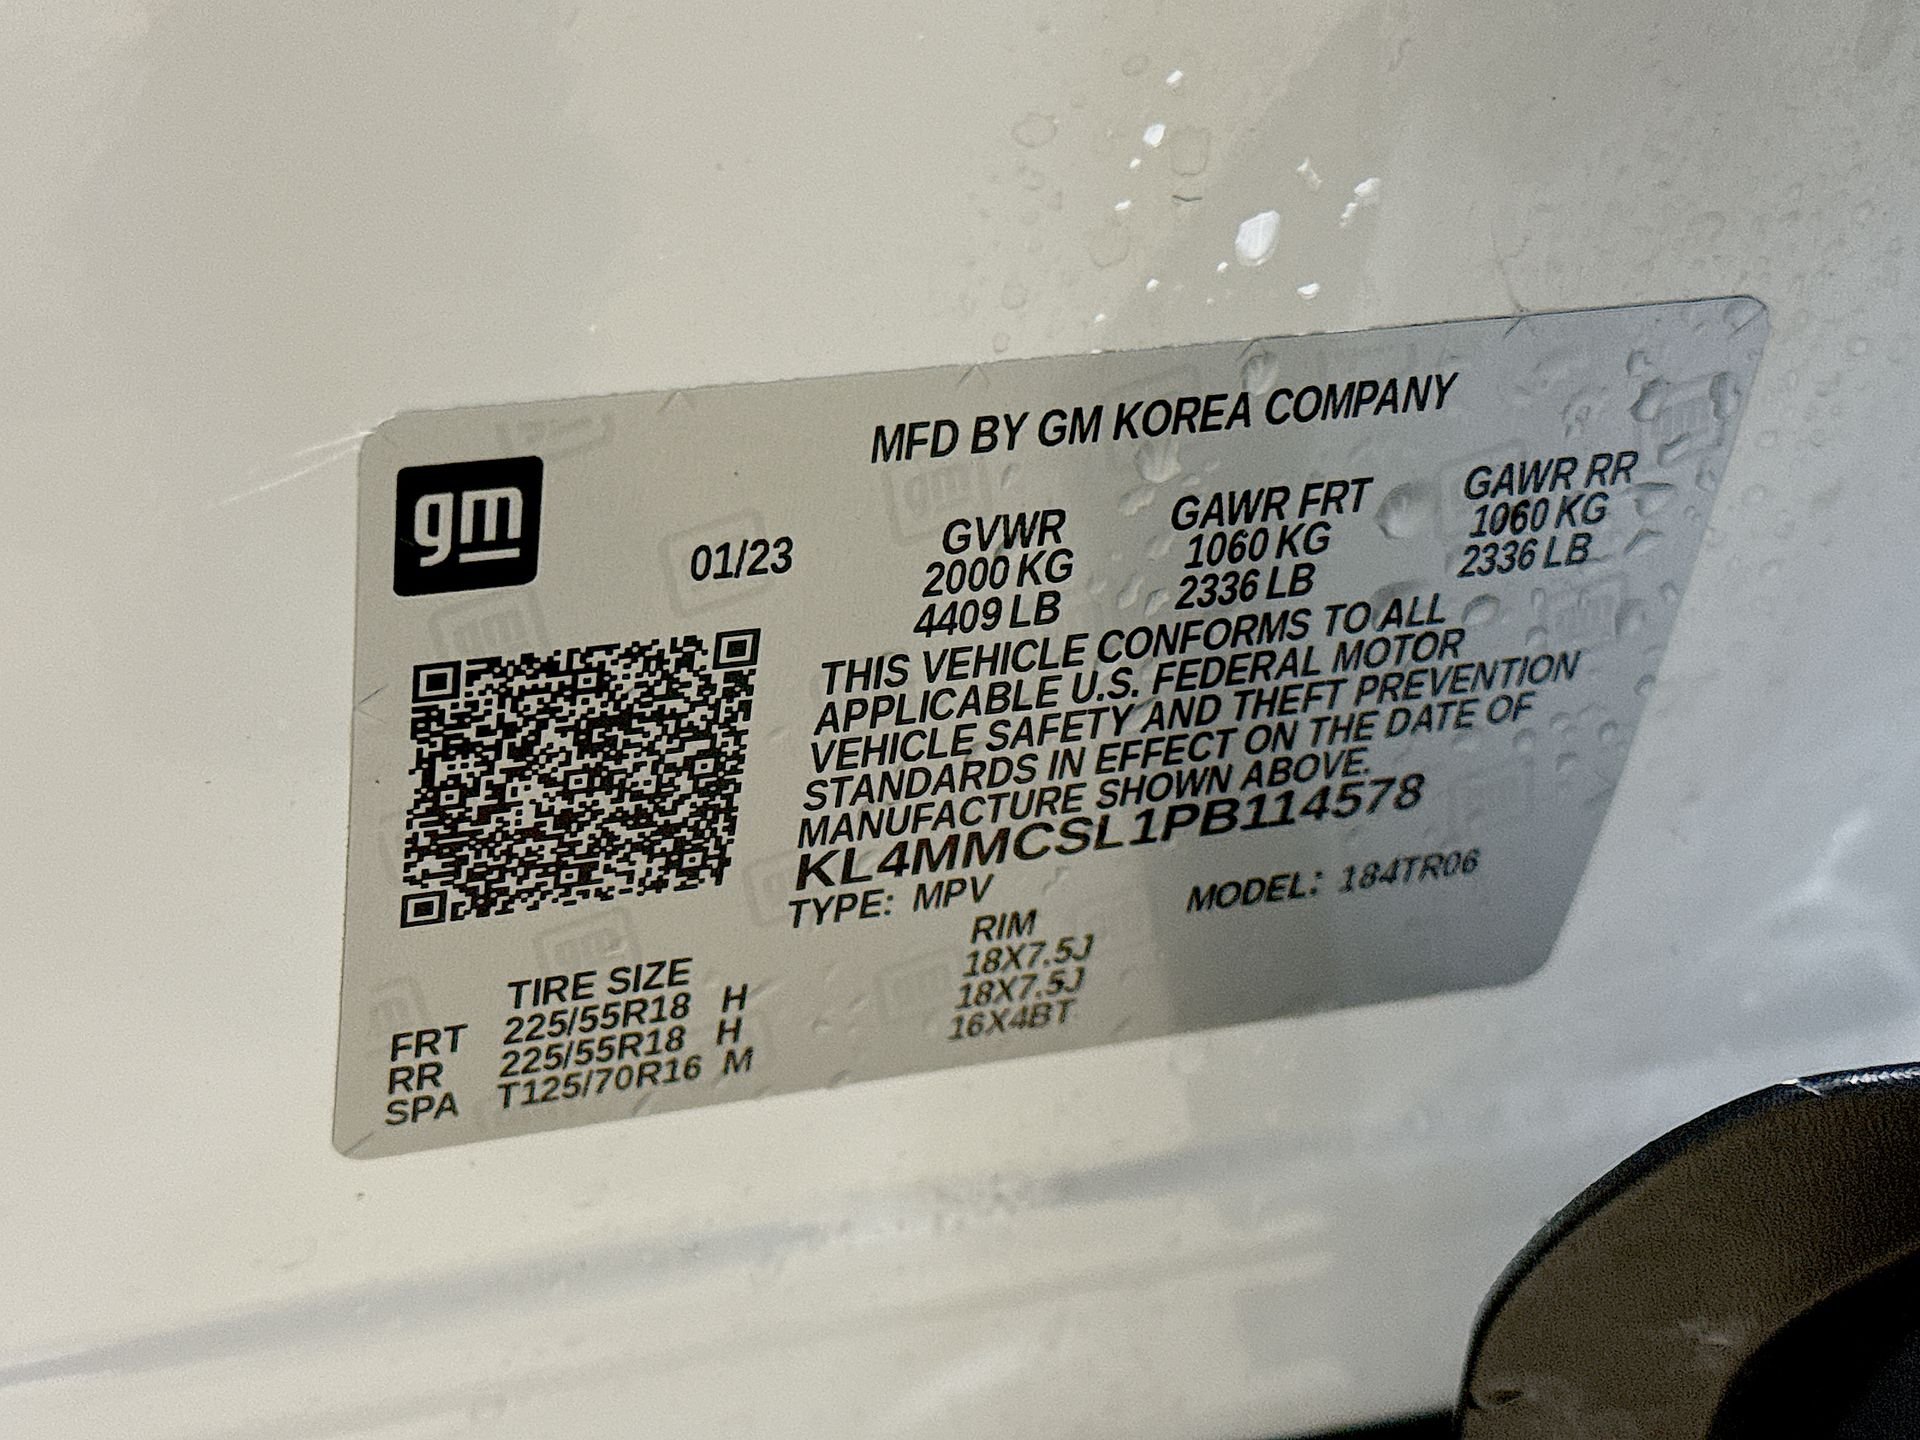 MFD BY GM KOREA COMPANY
gm
01/23
GVWR GAWR FRT GAWR RR
2000 KG 1060 KG 1060 KG
4409 LB 2336 LB 2336 LB
THIS VEHICLE CONFORMS TO ALL
APPLICABLE U.S. FEDERAL MOTOR
VEHICLE SAFETY AND THEFT PREVENTION
STANDARDS IN EFFECT ON THE DATE OF
MANUFACTURE SHOWN ABOVE.
KL4MMCSL1PB114578
TYPE: MPV MODEL: 184TR06
TIRE SIZE RIM
FRT 225/55R18 H 18X7.5J
RR 225/55R18 H 18X7.5J
SPA T125/70R16 M 16X4BT